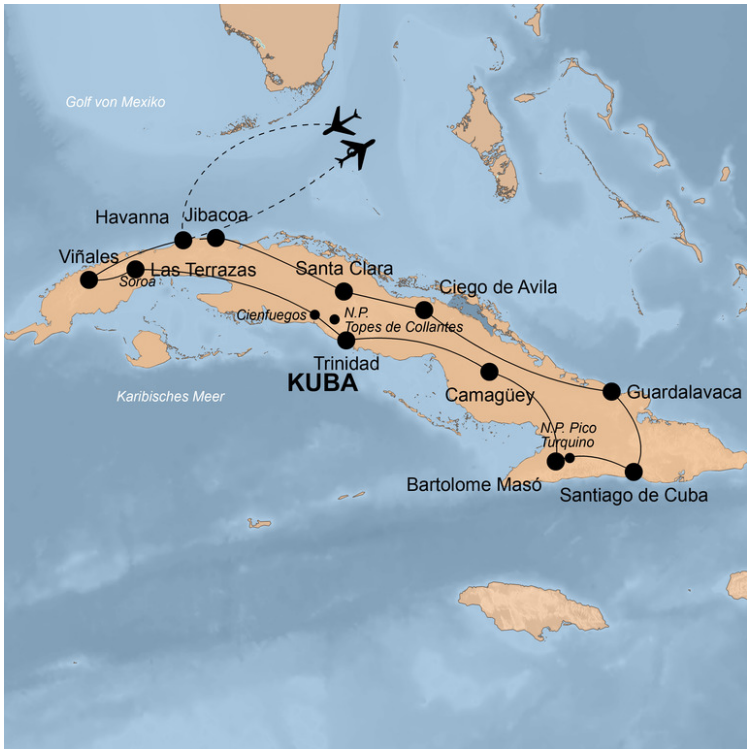 Golf von Mexiko
Havanna
Jibacoa
Viñales
Las Terrazas
Soroa
Santa Clara
Ciego de Avila
Cienfuegos
N.P.
Topes de Collantes
Trinidad
KUBA
Karibisches Meer
Camagüey
Guardalavaca
N.P. Pico
Turquino
Bartolome Masó
Santiago de Cuba